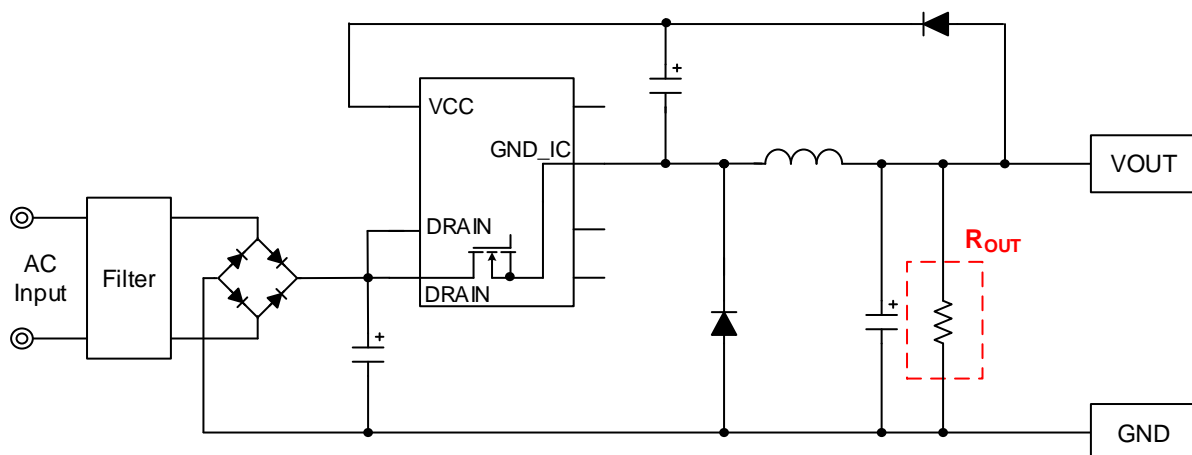 VCC
GND_IC
VOUT
DRAIN
AC
Input
Filter
R_OUT
DRAIN
GND